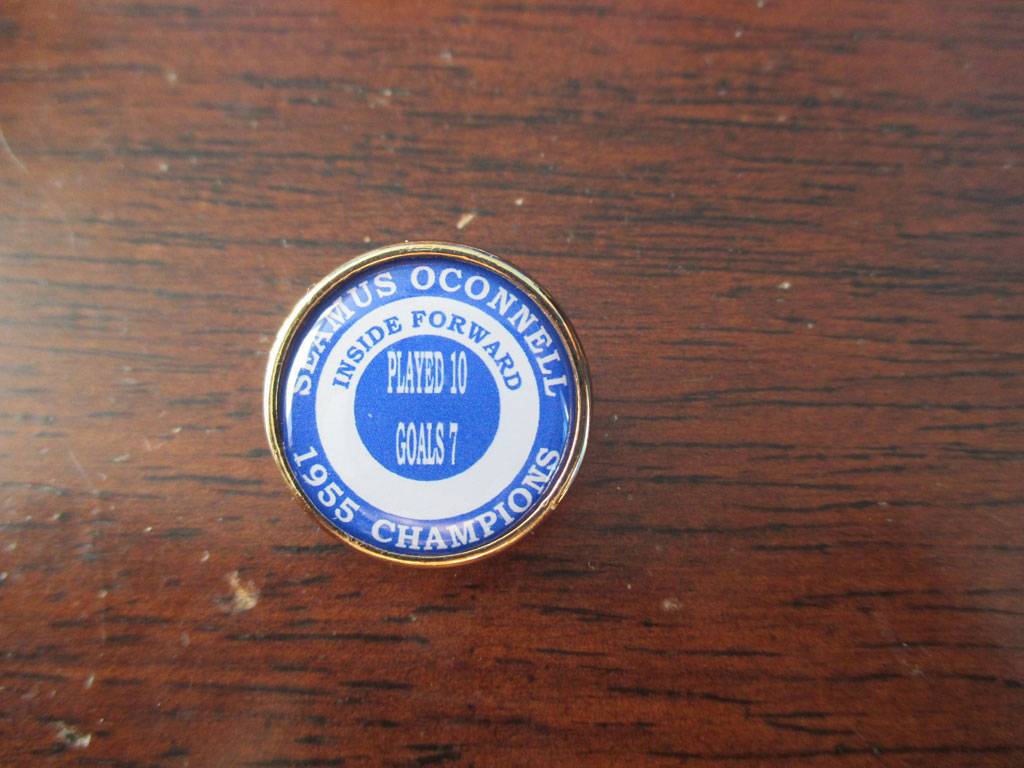 SEAMUS OCONNELL
INSIDE FORWARD
PLAYED 10
GOALS 7
1955 CHAMPIONS